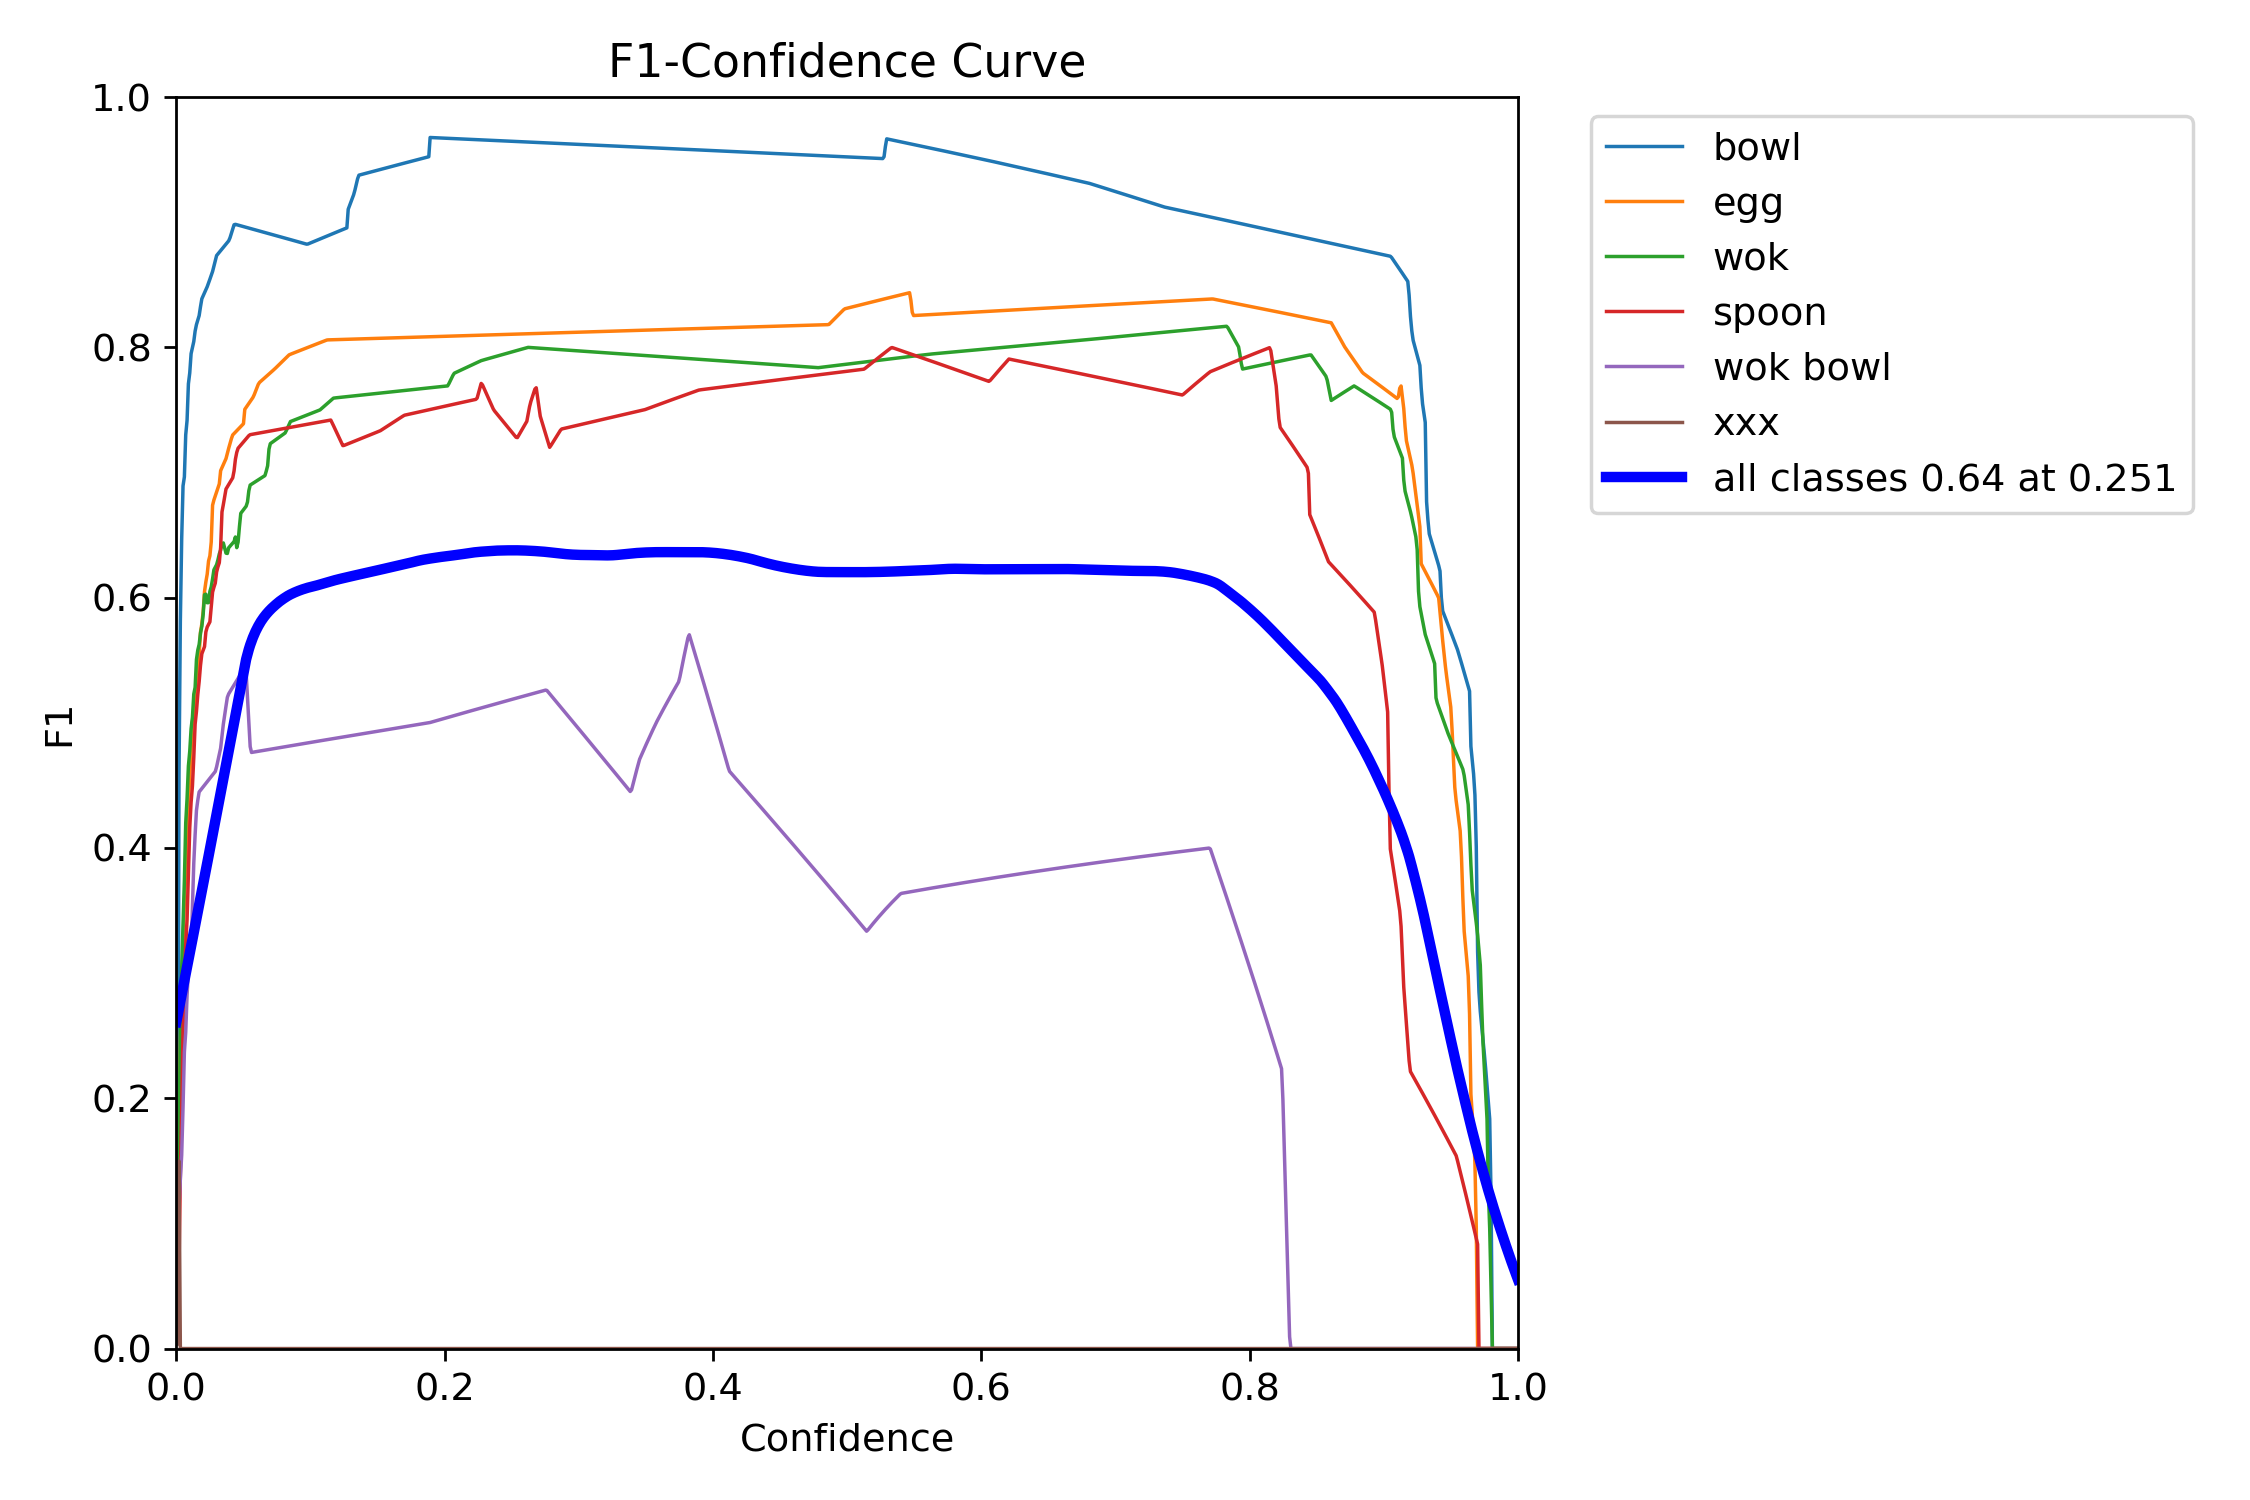 F1-Confidence Curve
1.0
0.8
0.6
0.4
0.2
0.0
F1
0.0 0.2 0.4 0.6 0.8 1.0
Confidence
bowl
egg
wok
spoon
wok bowl
xxx
all classes 0.64 at 0.251